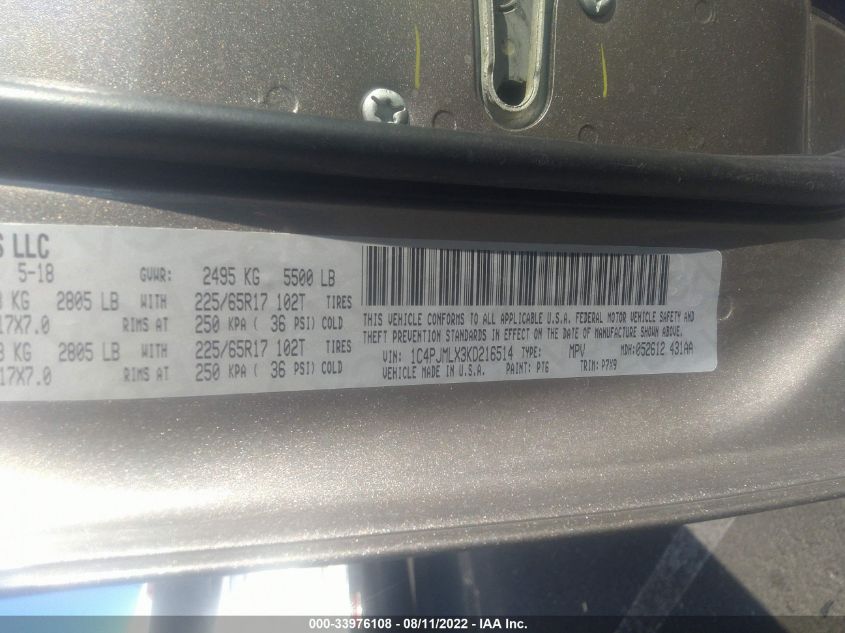 S LLC
5-18 GVWR: 2495 KG 5500 LB
KG 2805 LB WITH 225/65R17 102T TIRES
17X7.0 RIMS AT 250 KPA ( 36 PSI) COLD
KG 2805 LB WITH 225/65R17 102T TIRES
17X7.0 RIMS AT 250 KPA ( 36 PSI) COLD
THIS VEHICLE CONFORMS TO ALL APPLICABLE U.S.A. FEDERAL MOTOR VEHICLE SAFETY AND
THEFT PREVENTION STANDARDS IN EFFECT ON THE DATE OF MANUFACTURE SHOWN ABOVE.
VIN: 1C4PJMLX3KD216514 TYPE: MPV MDH:052612 431AA
VEHICLE MADE IN U.S.A. PAINT: PT6 TRIM: P7X9
000-33976108 - 08/11/2022 - IAA Inc.